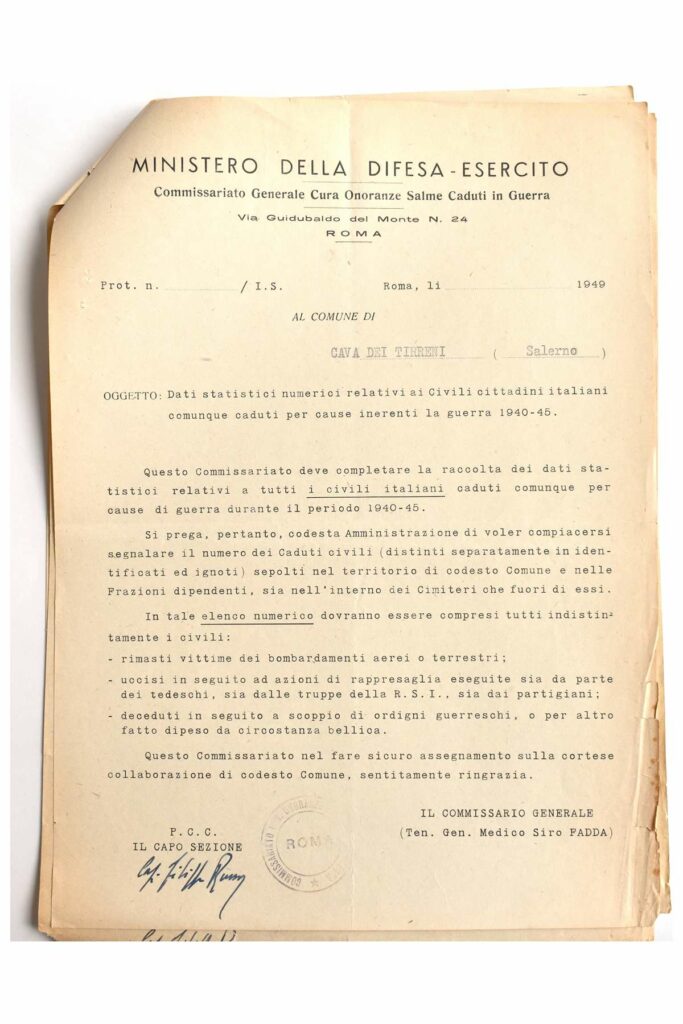 MINISTERO DELLA DIFESA - ESERCITO
Commissariato Generale Cura Onoranze Salme Caduti in Guerra
Via Guidubaldo del Monte N. 24
ROMA
Prot. n. / I.S. Roma, lì 1949
AL COMUNE DI
CAVA DEI TIRRENI ( Salerno )
OGGETTO: Dati statistici numerici relativi ai Civili cittadini italiani
comunque caduti per cause inerenti la guerra 1940-45.
Questo Commissariato deve completare la raccolta dei dati sta-
tistici relativi a tutti i civili italiani caduti comunque per
cause di guerra durante il periodo 1940-45.
Si prega, pertanto, codesta Amministrazione di voler compiacersi
segnalare il numero dei Caduti civili (distinti separatamente in iden-
tificati ed ignoti) sepolti nel territorio di codesto Comune e nelle
Frazioni dipendenti, sia nell'interno dei Cimiteri che fuori di essi.
In tale elenco numerico dovranno essere compresi tutti indistin-
tamente i civili:
- rimasti vittime dei bombardamenti aerei o terrestri;
- uccisi in seguito ad azioni di rappresaglia eseguite sia da parte
dei tedeschi, sia dalle truppe della R.S.I., sia dai partigiani;
- deceduti in seguito a scoppio di ordigni guerreschi, o per altro
fatto dipeso da circostanza bellica.
Questo Commissariato nel fare sicuro assegnamento sulla cortese
collaborazione di codesto Comune, sentitamente ringrazia.
IL COMMISSARIO GENERALE
(Ten. Gen. Medico Siro FADDA)
P.C.C.
IL CAPO SEZIONE
ROMA
COMMISSARIATO